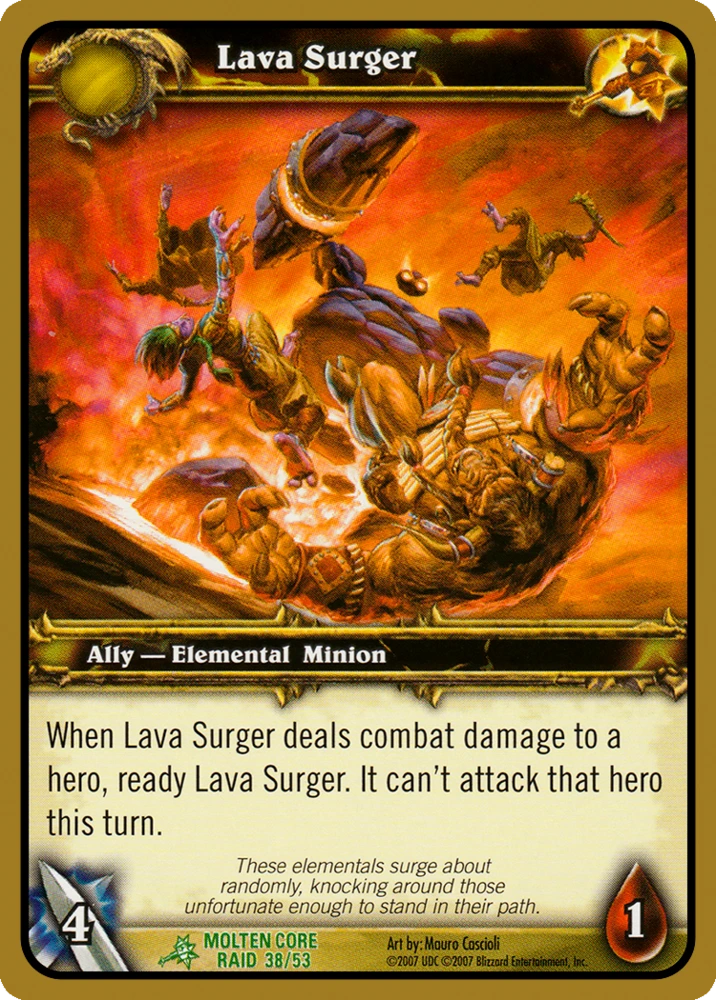 Lava Surger
Ally — Elemental Minion
When Lava Surger deals combat damage to a
hero, ready Lava Surger. It can't attack that hero
this turn.
These elementals surge about
randomly, knocking around those
unfortunate enough to stand in their path.
4
1
MOLTEN CORE
RAID 38/53
Art by: Mauro Cascioli
©2007 UDC ©2007 Blizzard Entertainment, Inc.